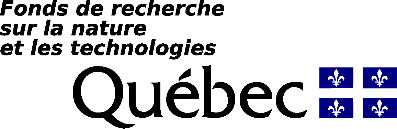 Fonds de recherche
sur la nature
et les technologies
Québec